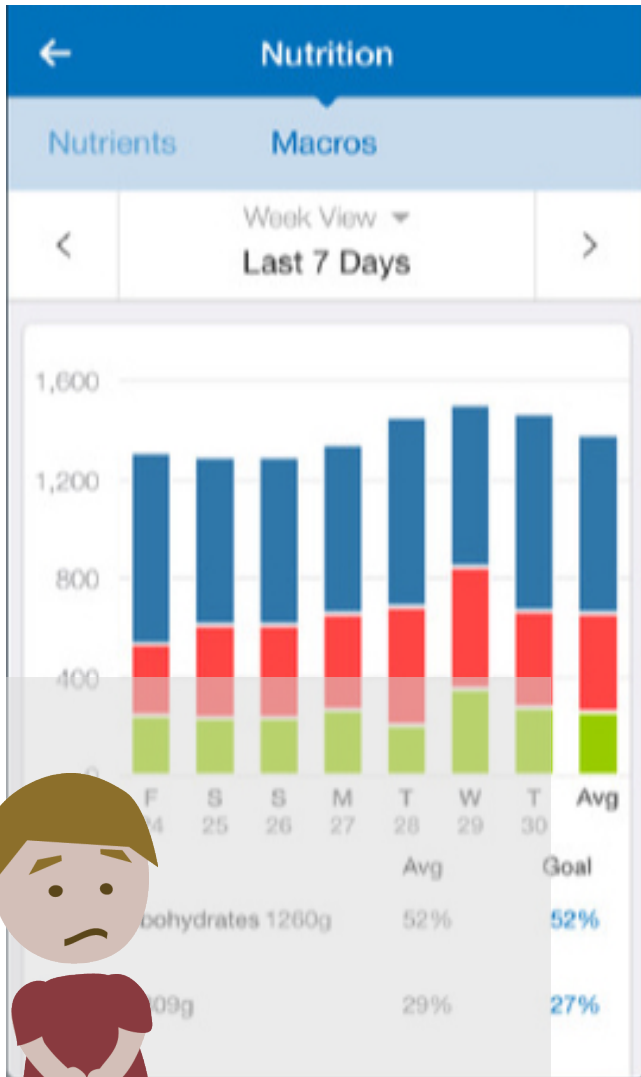 Nutrition
Nutrients Macros
Week View
Last 7 Days
1,600
1,200
800
400
0
F S S M T W T Avg
25 26 27 28 29 30
Avg Goal
bohydrates 1260g 52% 52%
09g 29% 27%